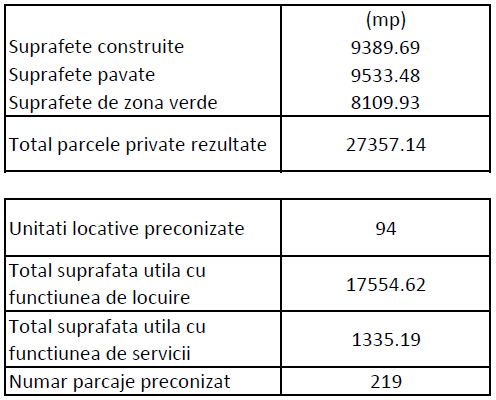 (mp)
Suprafete construite 9389.69
Suprafete pavate 9533.48
Suprafete de zona verde 8109.93
Total parcele private rezultate 27357.14
Unitati locative preconizate 94
Total suprafata utila cu
functiunea de locuire 17554.62
Total suprafata utila cu
functiunea de servicii 1335.19
Numar parcaje preconizat 219